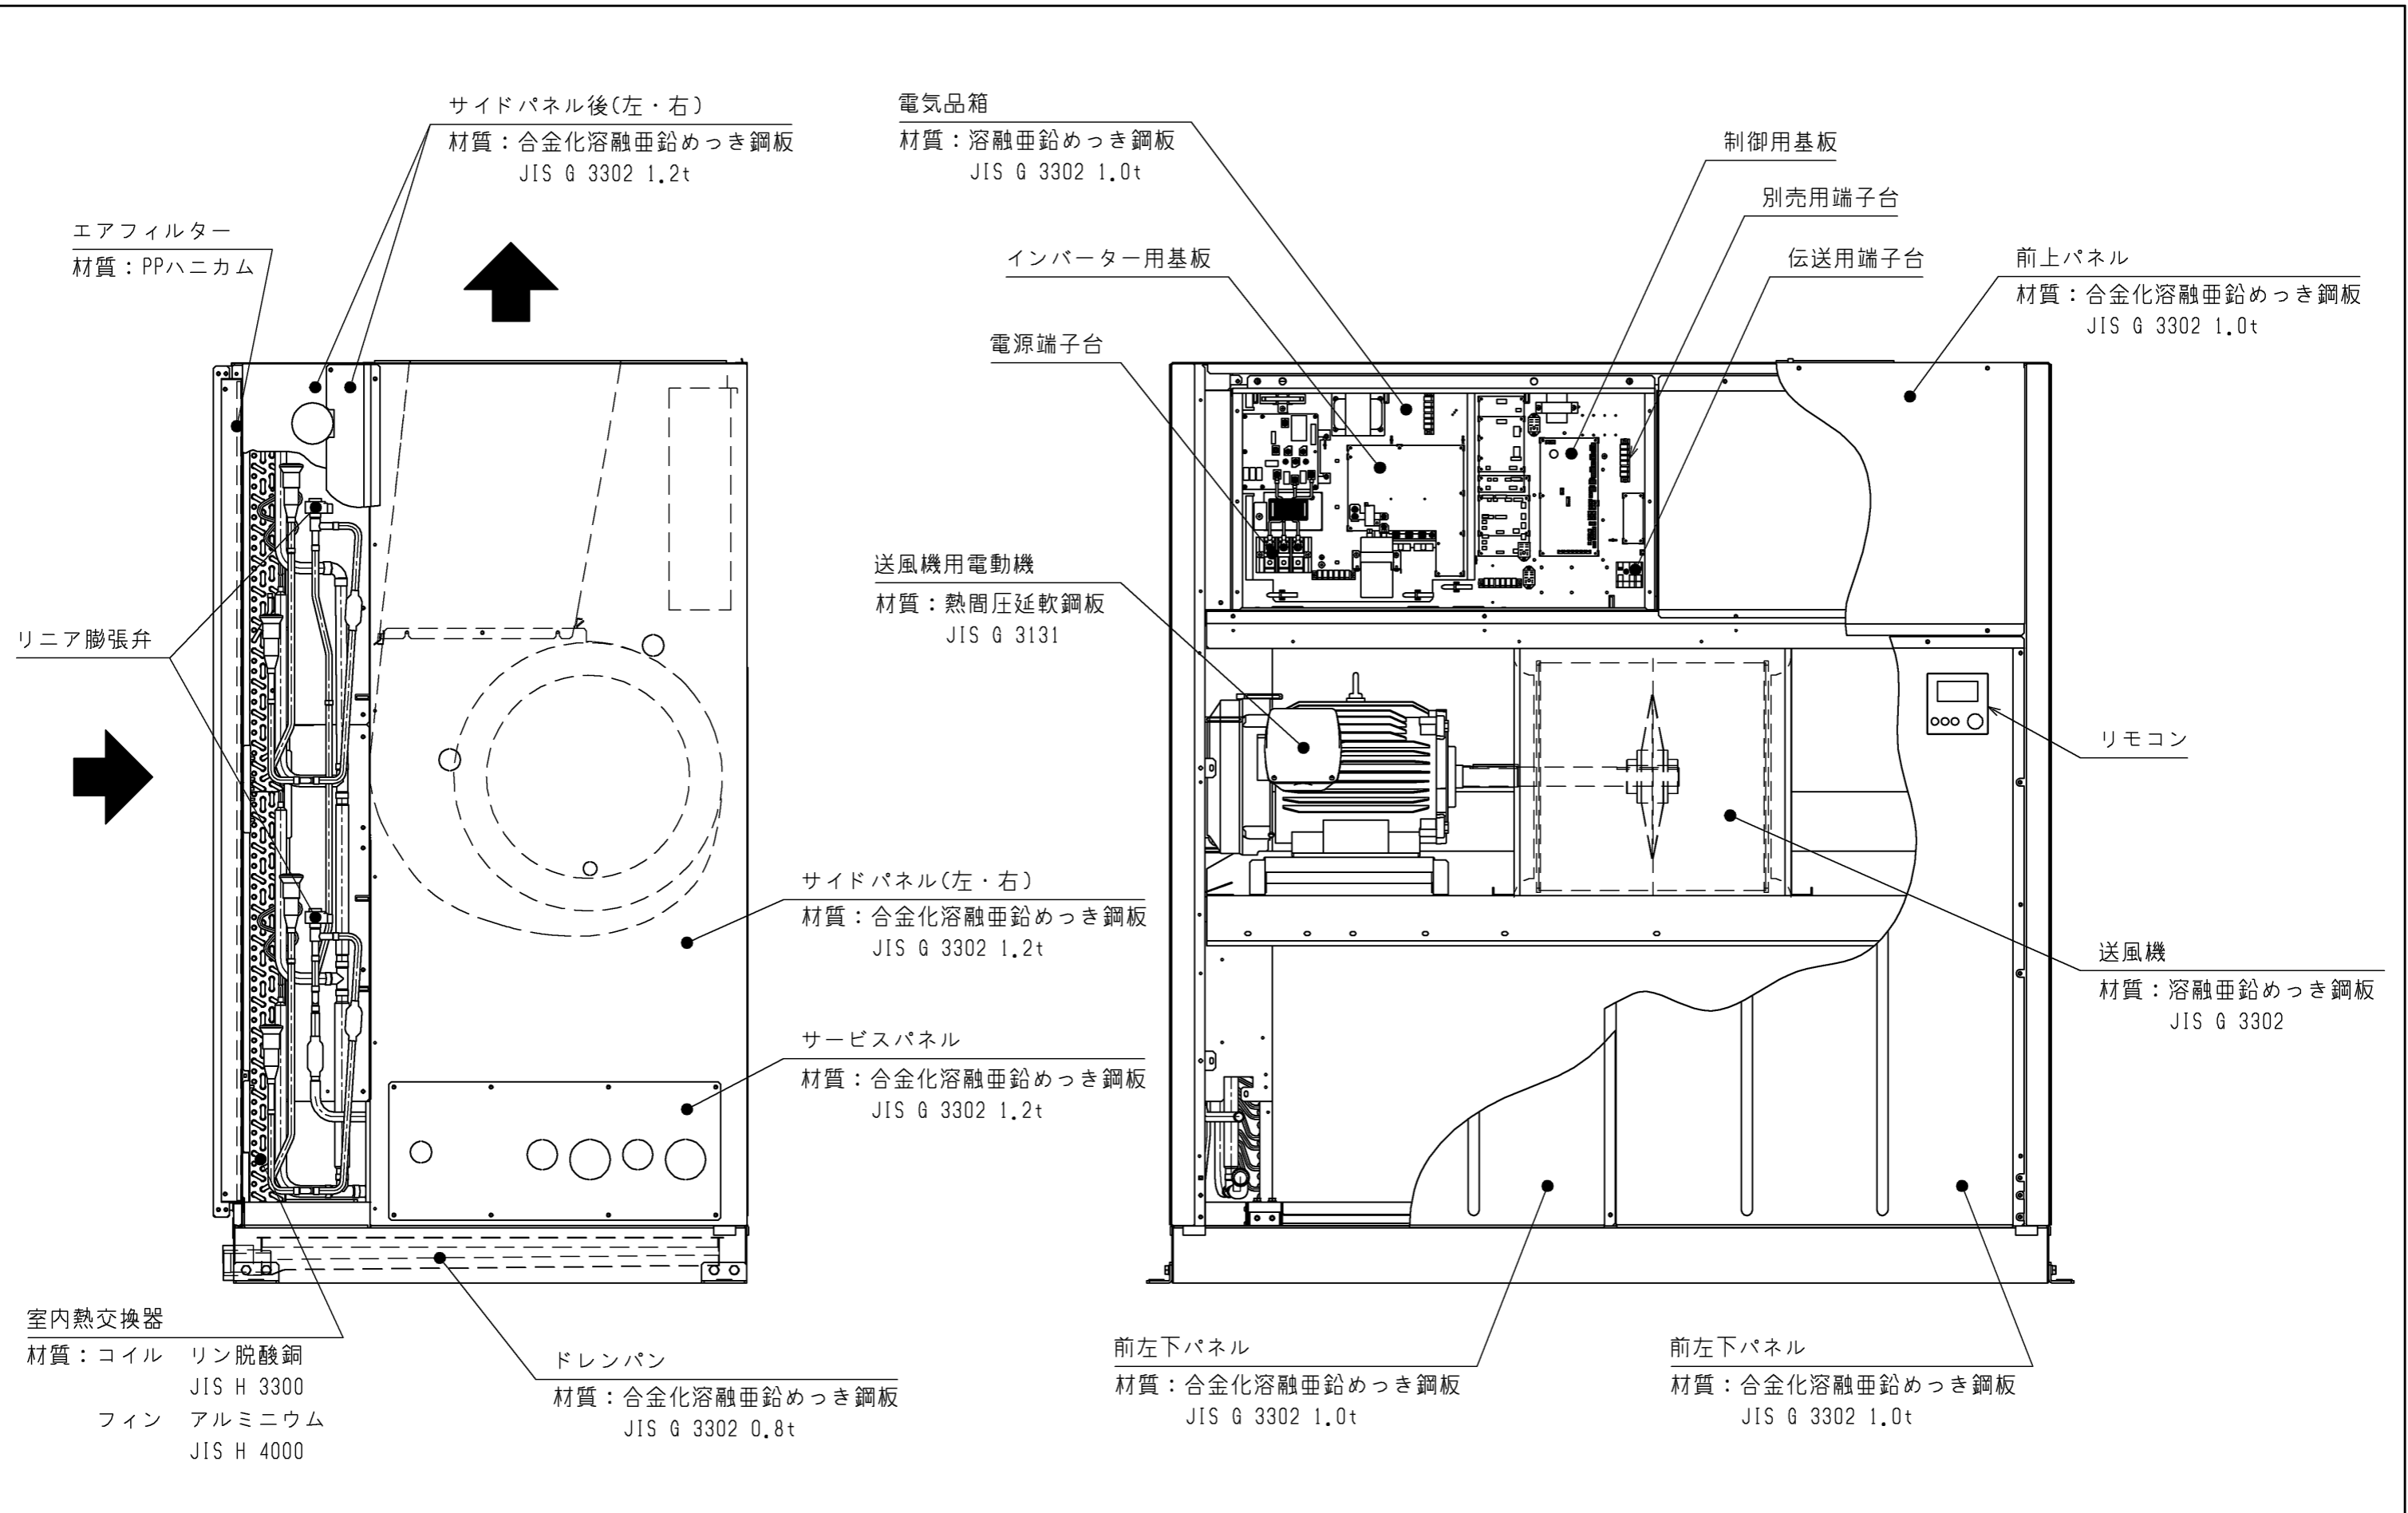 サイドパネル後(左・右)
材質：合金化溶融亜鉛めっき鋼板
JIS G 3302 1.2t
電気品箱
材質：溶融亜鉛めっき鋼板
JIS G 3302 1.0t
制御用基板
別売用端子台
エアフィルター
材質：PPハニカム
インバーター用基板
伝送用端子台
前上パネル
材質：合金化溶融亜鉛めっき鋼板
JIS G 3302 1.0t
電源端子台
送風機用電動機
材質：熱間圧延軟鋼板
JIS G 3131
リニア膨張弁
リモコン
サイドパネル(左・右)
材質：合金化溶融亜鉛めっき鋼板
JIS G 3302 1.2t
送風機
材質：溶融亜鉛めっき鋼板
JIS G 3302
サービスパネル
材質：合金化溶融亜鉛めっき鋼板
JIS G 3302 1.2t
室内熱交換器
材質：コイル　リン脱酸銅
JIS H 3300
フィン　アルミニウム
JIS H 4000
ドレンパン
材質：合金化溶融亜鉛めっき鋼板
JIS G 3302 0.8t
前左下パネル
材質：合金化溶融亜鉛めっき鋼板
JIS G 3302 1.0t
前左下パネル
材質：合金化溶融亜鉛めっき鋼板
JIS G 3302 1.0t